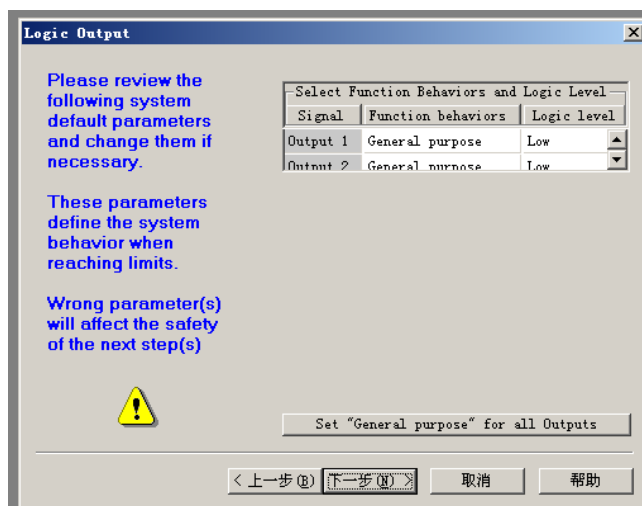 Logic Output
Please review the
following system
default parameters
and change them if
necessary.
These parameters
define the system
behavior when
reaching limits.
Wrong parameter(s)
will affect the safety
of the next step(s)
Select Function Behaviors and Logic Level
Signal Function behaviors Logic level
Output 1 General purpose Low
Output 2 General purpose Low
Set "General purpose" for all Outputs
< 上一步(B) 下一步(N) > 取消 帮助